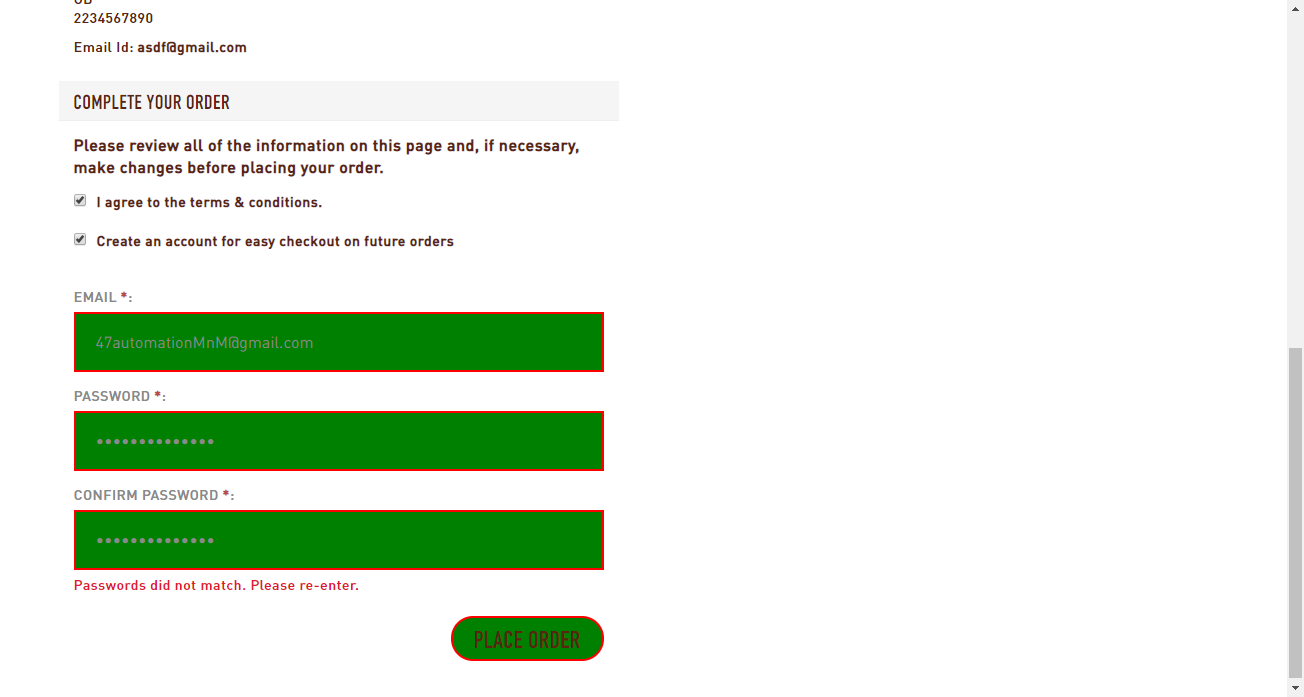 2234567890
Email Id: asdf@gmail.com
COMPLETE YOUR ORDER
Please review all of the information on this page and, if necessary,
make changes before placing your order.
I agree to the terms & conditions.
Create an account for easy checkout on future orders
EMAIL *:
47automationMnM@gmail.com
PASSWORD *:
••••••••••••••
CONFIRM PASSWORD *:
••••••••••••••
Passwords did not match. Please re-enter.
PLACE ORDER